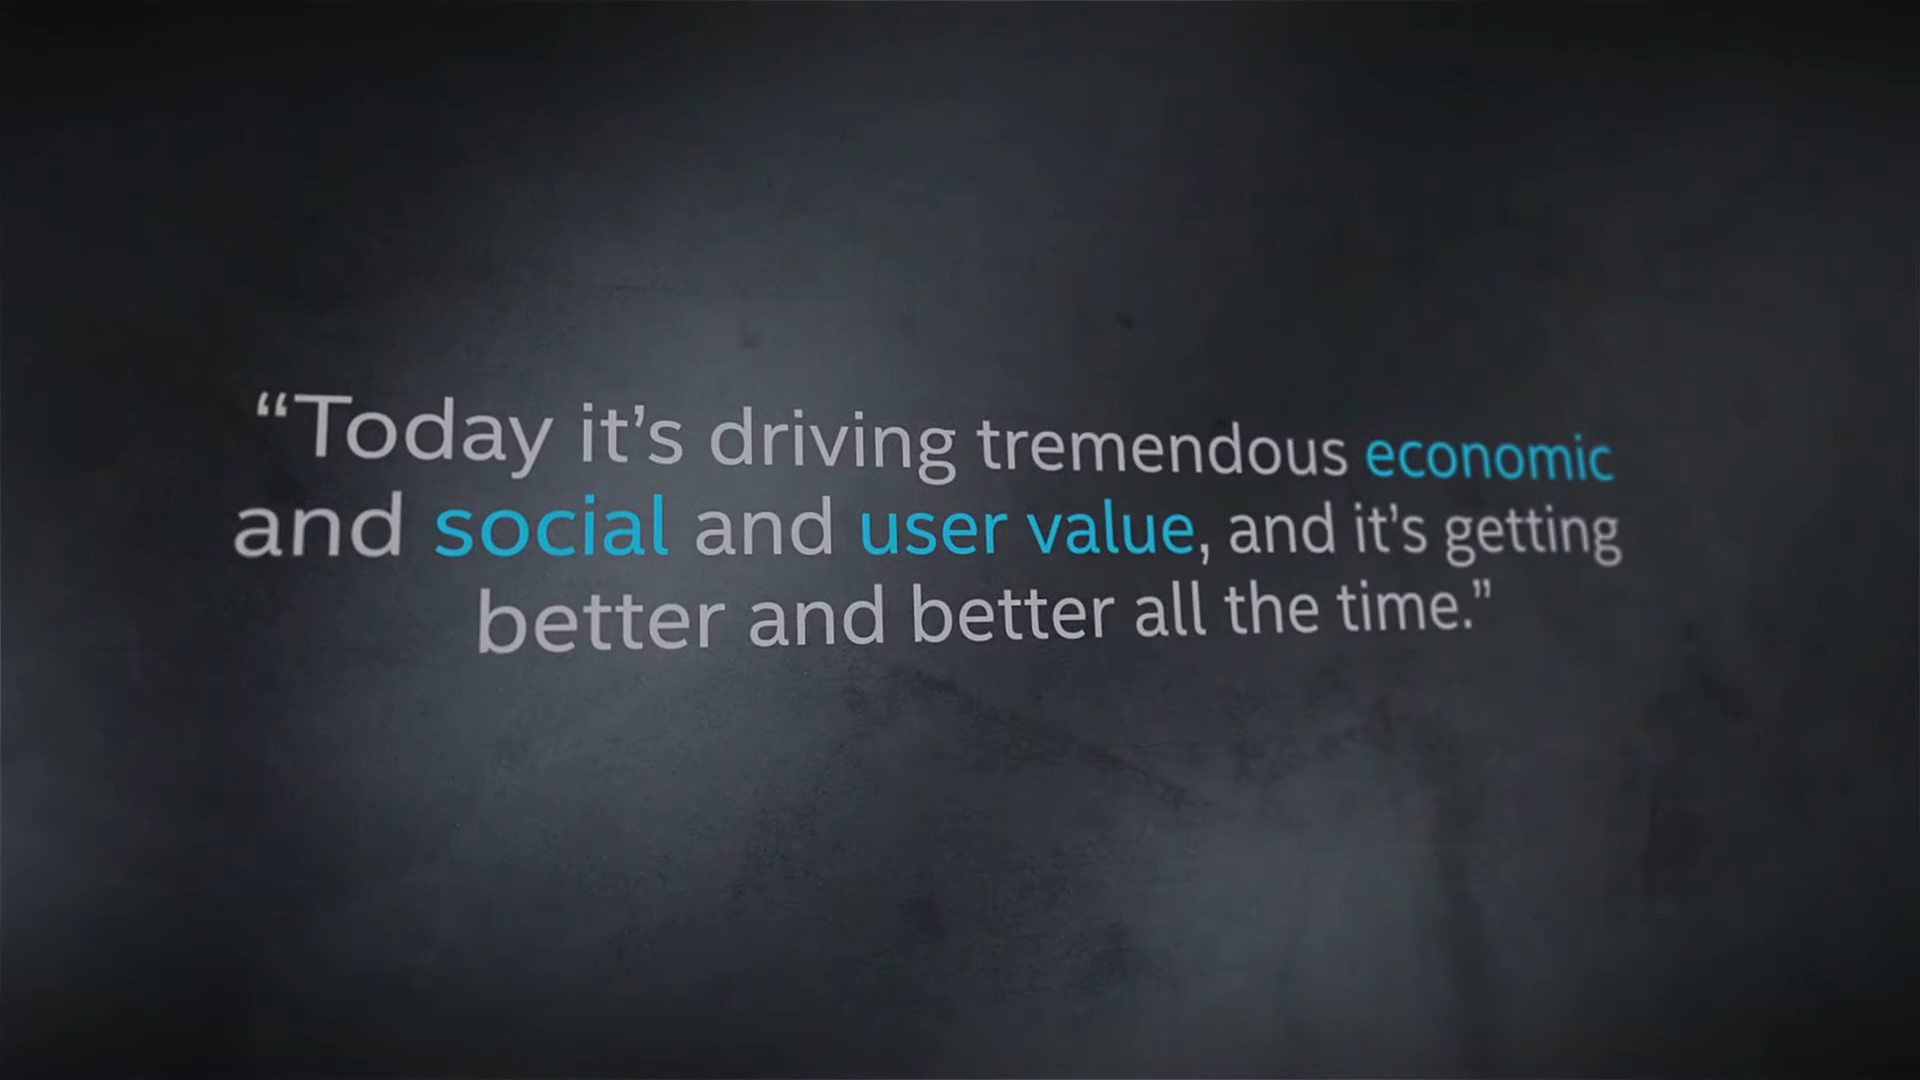 “Today it’s driving tremendous economic
and social and user value, and it’s getting
better and better all the time.”